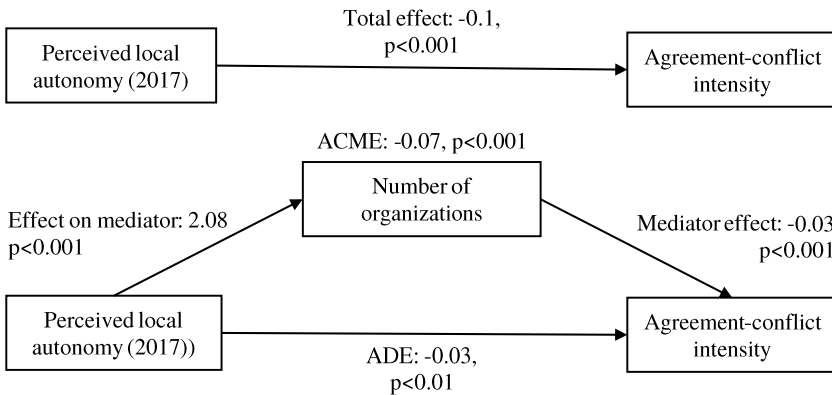 Total effect: -0.1,
p<0.001
Perceived local
autonomy (2017)
Agreement-conflict
intensity
ACME: -0.07, p<0.001
Number of
organizations
Effect on mediator: 2.08
p<0.001
Mediator effect: -0.03
p<0.001
Perceived local
autonomy (2017))
Agreement-conflict
intensity
ADE: -0.03,
p<0.01